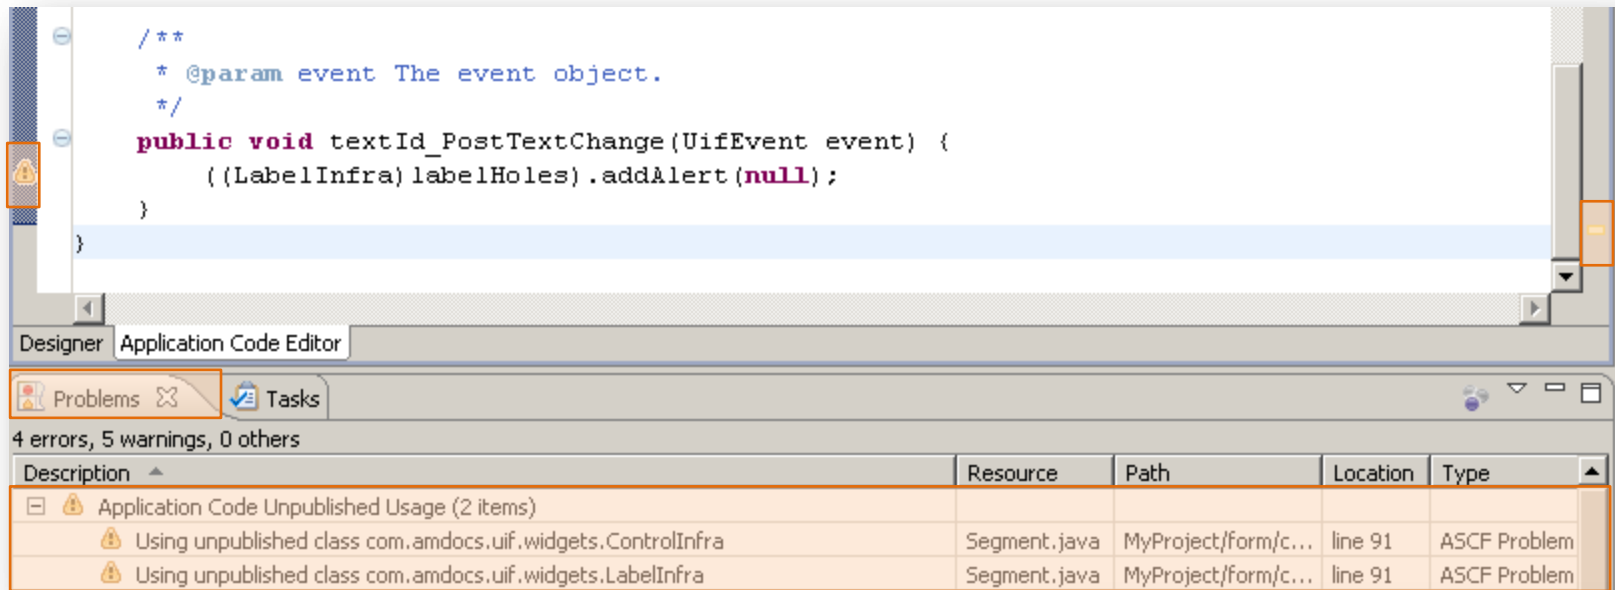 /**
* @param event The event object.
*/
public void textId_PostTextChange(UifEvent event) {
((LabelInfra)labelHoles).addAlert(null);
}
}
Designer Application Code Editor
Problems Tasks
4 errors, 5 warnings, 0 others
Description Resource Path Location Type
Application Code Unpublished Usage (2 items)
Using unpublished class com.amdocs.uif.widgets.ControlInfra Segment.java MyProject/form/c... line 91 ASCF Problem
Using unpublished class com.amdocs.uif.widgets.LabelInfra Segment.java MyProject/form/c... line 91 ASCF Problem